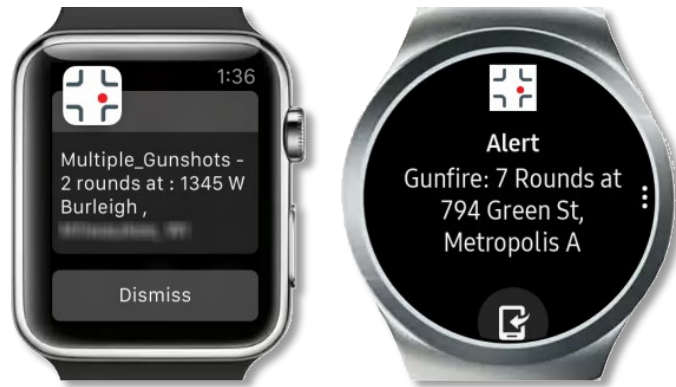 1:36
Multiple_Gunshots -
2 rounds at : 1345 W
Burleigh ,
Dismiss
Alert
Gunfire: 7 Rounds at
794 Green St,
Metropolis A